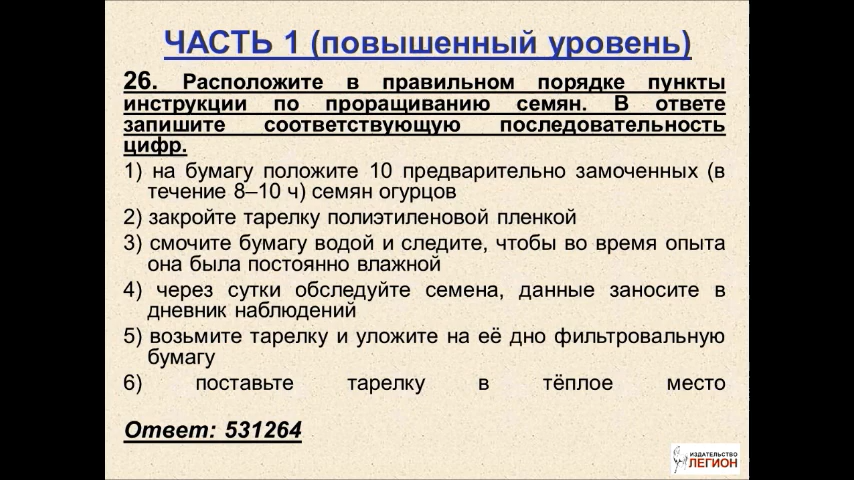 ЧАСТЬ 1 (повышенный уровень)
26. Расположите в правильном порядке пункты
инструкции по проращиванию семян. В ответе
запишите соответствующую последовательность
цифр.
1) на бумагу положите 10 предварительно замоченных (в
течение 8–10 ч) семян огурцов
2) закройте тарелку полиэтиленовой пленкой
3) смочите бумагу водой и следите, чтобы во время опыта
она была постоянно влажной
4) через сутки обследуйте семена, данные заносите в
дневник наблюдений
5) возьмите тарелку и уложите на её дно фильтровальную
бумагу
6) поставьте тарелку в тёплое место
Ответ: 531264
ИЗДАТЕЛЬСТВО
ЛЕГИОН